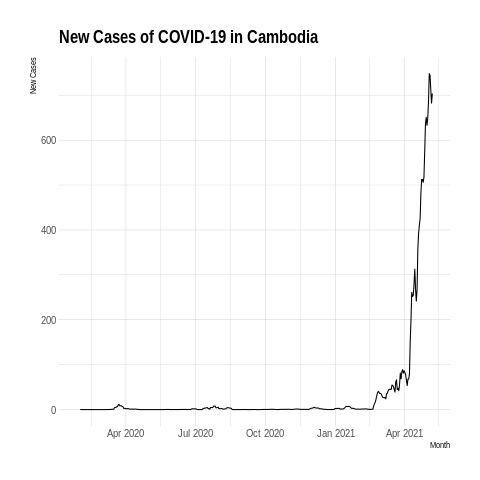 New Cases of COVID-19 in Cambodia
New Cases
600
400
200
0
Apr 2020 Jul 2020 Oct 2020 Jan 2021 Apr 2021
Month